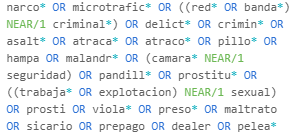 narco* OR microtrafic* OR ((red* OR banda*)
NEAR/1 criminal*) OR delict* OR crimin* OR
asalt* OR atraca* OR atraco* OR pillo* OR
hampa OR malandr* OR (camara* NEAR/1
seguridad) OR pandill* OR prostitu* OR
((trabaja* OR explotacion) NEAR/1 sexual)
OR prosti OR viola* OR preso* OR maltrato
OR sicario OR prepago OR dealer OR pelea*